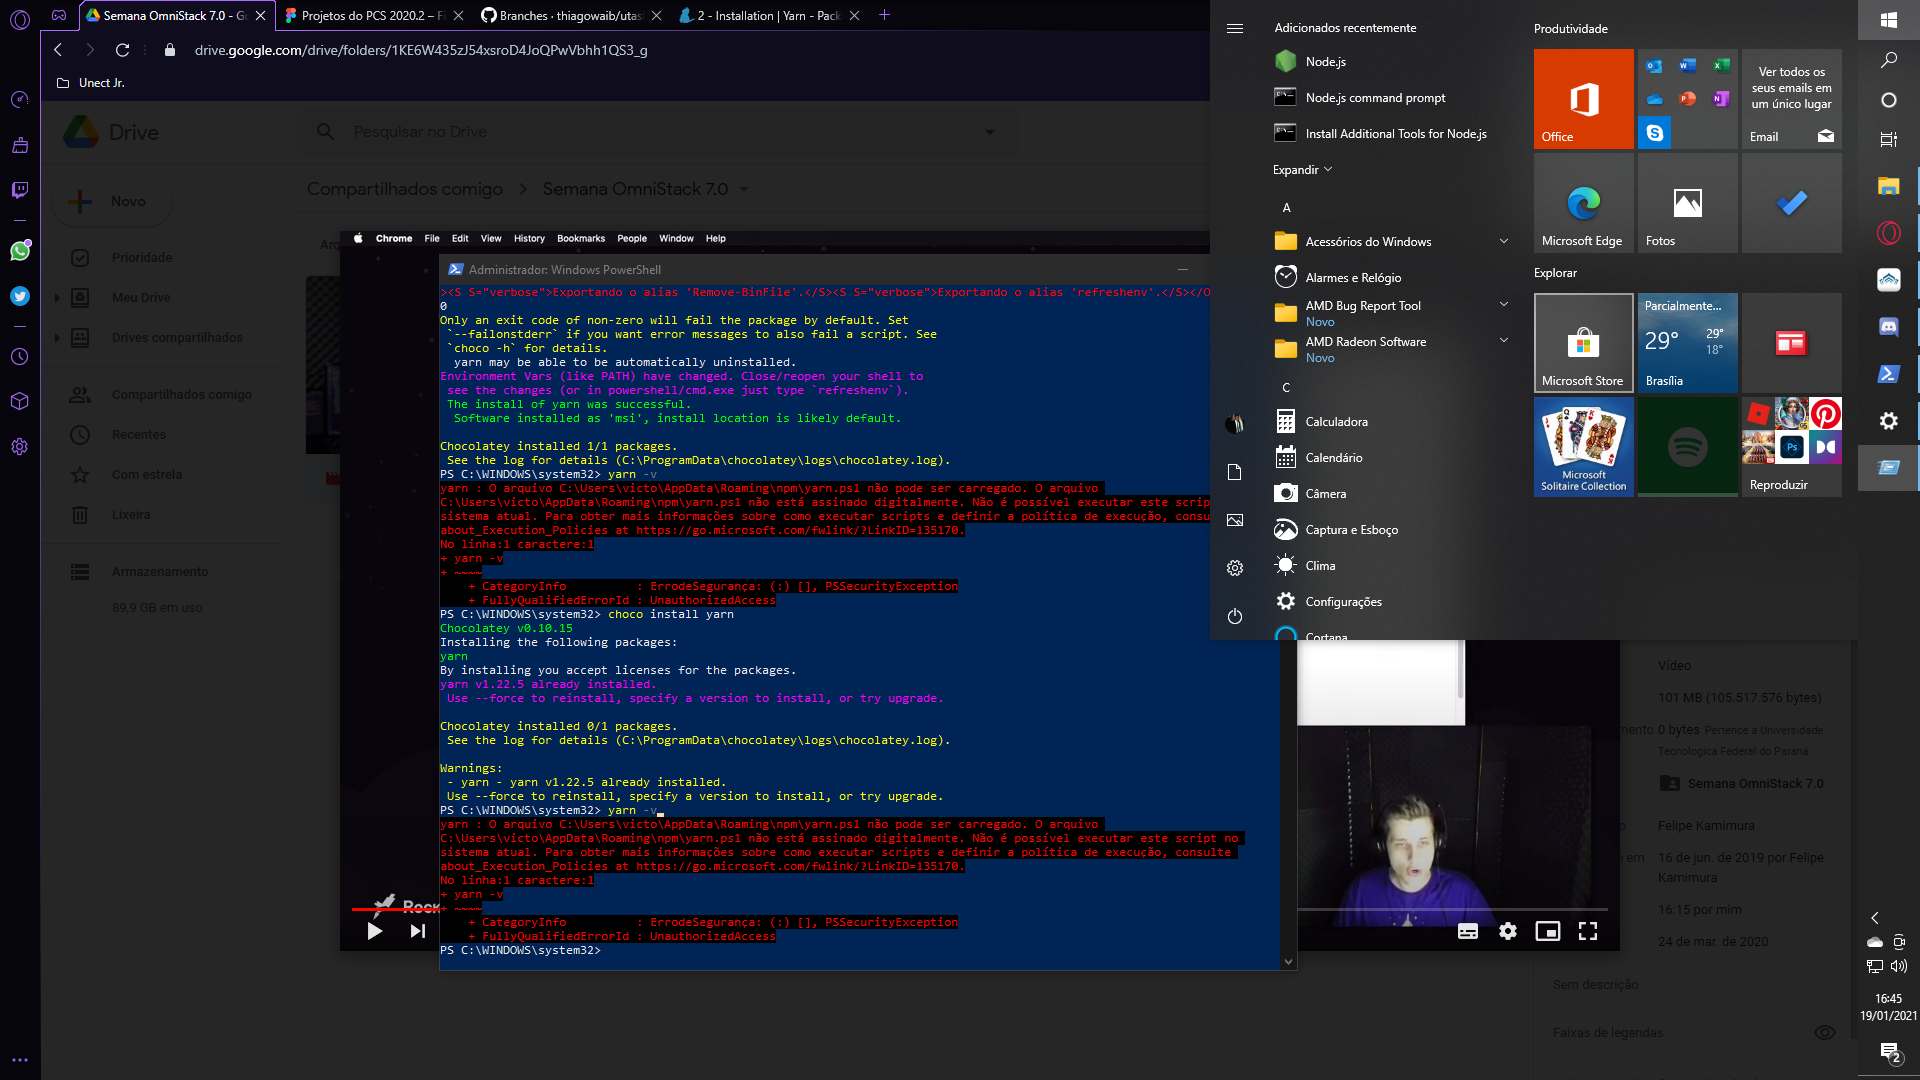 Semana OmniStack 7.0 - Go
Projetos do PCS 2020.2 – F
Branches · thiagowaib/utas
2 - Installation | Yarn - Pack
drive.google.com/drive/folders/1KE6W435zJ54xsroD4JoQPwVbhh1QS3_g
Unect Jr.
Drive
Pesquisar no Drive
Novo
Compartilhados comigo > Semana OmniStack 7.0
Prioridade
Meu Drive
Drives compartilhados
Compartilhados comigo
Recentes
Com estrela
Lixeira
Armazenamento
89,9 GB em uso
Chrome File Edit View History Bookmarks People Window Help
Administrador: Windows PowerShell
><S S="verbose">Exportando o alias 'Remove-BinFile'.</S><S S="verbose">Exportando o alias 'refreshenv'.</S></O
0
Only an exit code of non-zero will fail the package by default. Set
`--failonstderr` if you want error messages to also fail a script. See
`choco -h` for details.
yarn may be able to be automatically uninstalled.
Environment Vars (like PATH) have changed. Close/reopen your shell to
see the changes (or in powershell/cmd.exe just type `refreshenv`).
The install of yarn was successful.
Software installed as 'msi', install location is likely default.
Chocolatey installed 1/1 packages.
See the log for details (C:\ProgramData\chocolatey\logs\chocolatey.log).
PS C:\WINDOWS\system32> yarn -v
yarn : O arquivo C:\Users\victo\AppData\Roaming\npm\yarn.ps1 não pode ser carregado. O arquivo
C:\Users\victo\AppData\Roaming\npm\yarn.ps1 não está assinado digitalmente. Não é possível executar este script
sistema atual. Para obter mais informações sobre como executar scripts e definir a política de execução, consu
about_Execution_Policies at https://go.microsoft.com/fwlink/?LinkID=135170.
No linha:1 caractere:1
+ yarn -v
+ ~~~~
+ CategoryInfo : ErrodeSegurança: (:) [], PSSecurityException
+ FullyQualifiedErrorId : UnauthorizedAccess
PS C:\WINDOWS\system32> choco install yarn
Chocolatey v0.10.15
Installing the following packages:
yarn
By installing you accept licenses for the packages.
yarn v1.22.5 already installed.
Use --force to reinstall, specify a version to install, or try upgrade.
Chocolatey installed 0/1 packages.
See the log for details (C:\ProgramData\chocolatey\logs\chocolatey.log).
Warnings:
- yarn - yarn v1.22.5 already installed.
Use --force to reinstall, specify a version to install, or try upgrade.
PS C:\WINDOWS\system32> yarn -v
yarn : O arquivo C:\Users\victo\AppData\Roaming\npm\yarn.ps1 não pode ser carregado. O arquivo
C:\Users\victo\AppData\Roaming\npm\yarn.ps1 não está assinado digitalmente. Não é possível executar este script no
sistema atual. Para obter mais informações sobre como executar scripts e definir a política de execução, consulte
about_Execution_Policies at https://go.microsoft.com/fwlink/?LinkID=135170.
No linha:1 caractere:1
+ yarn -v
+ ~~~~
+ CategoryInfo : ErrodeSegurança: (:) [], PSSecurityException
+ FullyQualifiedErrorId : UnauthorizedAccess
PS C:\WINDOWS\system32>
Adicionados recentemente
Node.js
Node.js command prompt
Install Additional Tools for Node.js
Expandir
A
Acessórios do Windows
Alarmes e Relógio
AMD Bug Report Tool
Novo
AMD Radeon Software
Novo
C
Calculadora
Calendário
Câmera
Captura e Esboço
Clima
Configurações
Cortana
Produtividade
Office
Ver todos os
seus emails em
um único lugar
Email
Microsoft Edge
Fotos
Explorar
Microsoft Store
Parcialmente...
29° 29°
18°
Brasília
Microsoft
Solitaire Collection
Ps
Reproduzir
Vídeo
101 MB (105.517.576 bytes)
mento 0 bytes Pertence a Universidade
Tecnologica Federal do Paraná
Semana OmniStack 7.0
o Felipe Kamimura
em 16 de jun. de 2019 por Felipe
Kamimura
16:15 por mim
24 de mar. de 2020
Sem descrição
Faixas de legendas
16:45
19/01/2021
2